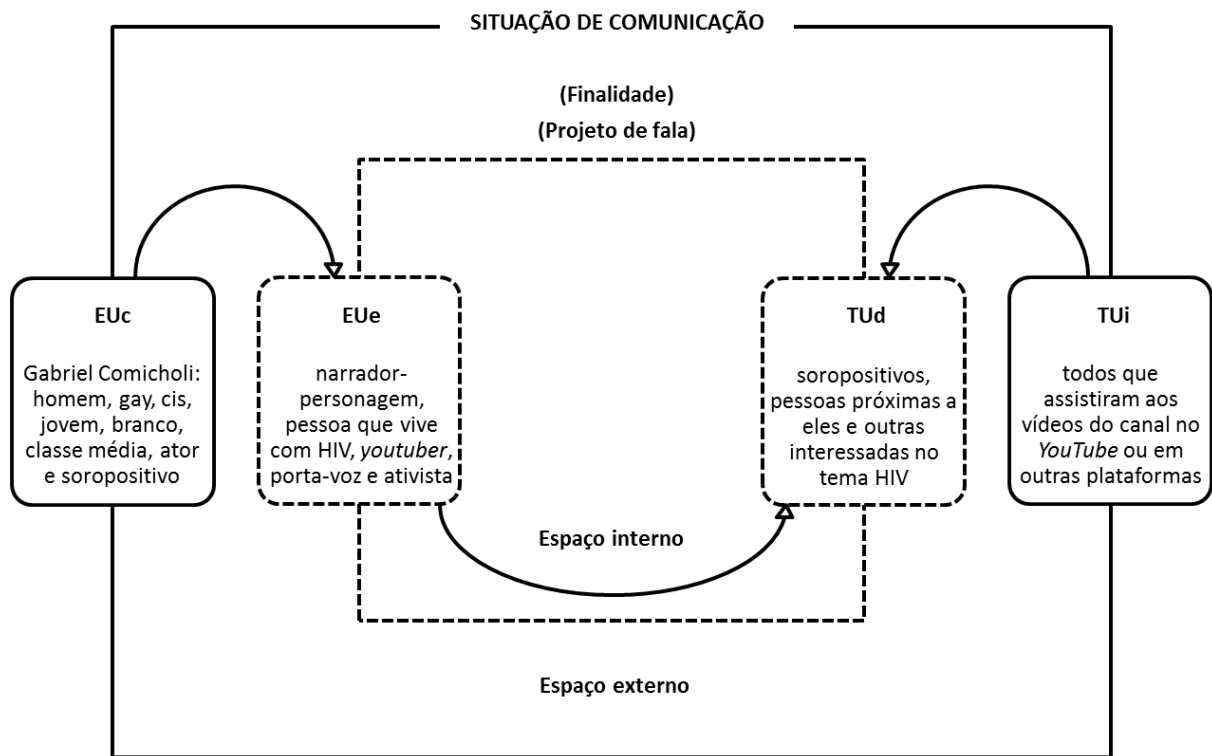 SITUAÇÃO DE COMUNICAÇÃO
(Finalidade)
(Projeto de fala)
EUc
Gabriel Comicholi:
homem, gay, cis,
jovem, branco,
classe média, ator
e soropositivo
EUe
narrador-
personagem,
pessoa que vive
com HIV, youtuber,
porta-voz e ativista
TUd
soropositivos,
pessoas próximas a
eles e outras
interessadas no
tema HIV
TUi
todos que
assistiram aos
vídeos do canal no
YouTube ou em
outras plataformas
Espaço interno
Espaço externo